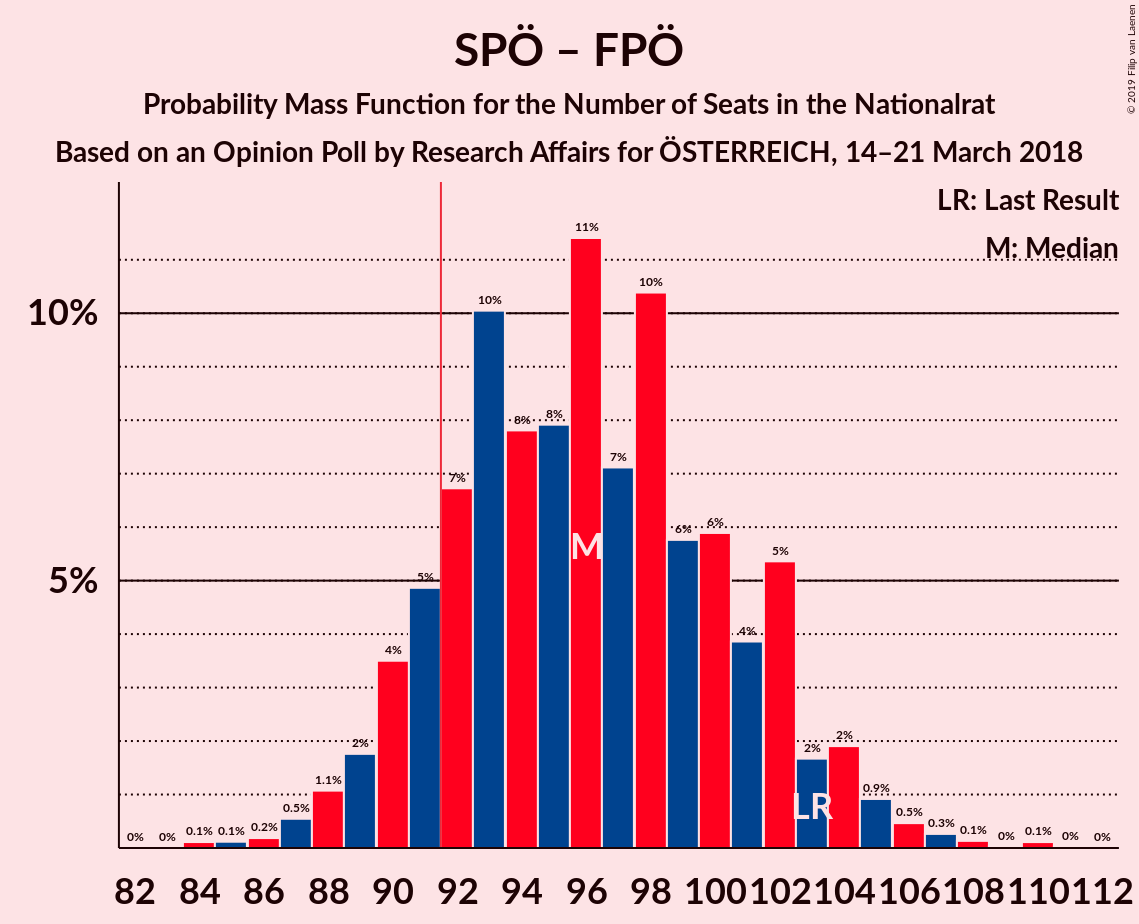 SPÖ – FPÖ
Probability Mass Function for the Number of Seats in the Nationalrat
Based on an Opinion Poll by Research Affairs for ÖSTERREICH, 14–21 March 2018
© 2019 Filip van Laenen
LR: Last Result
M: Median
10%
5%
0% 0% 0.1% 0.1% 0.2% 0.5% 1.1% 2% 4% 5% 7% 10% 8% 8% 11% 7% 10% 6% 6% 4% 5% 2% 2% 0.9% 0.5% 0.3% 0.1% 0% 0.1% 0% 0%
M
LR
82 84 86 88 90 92 94 96 98 100 102 104 106 108 110 112